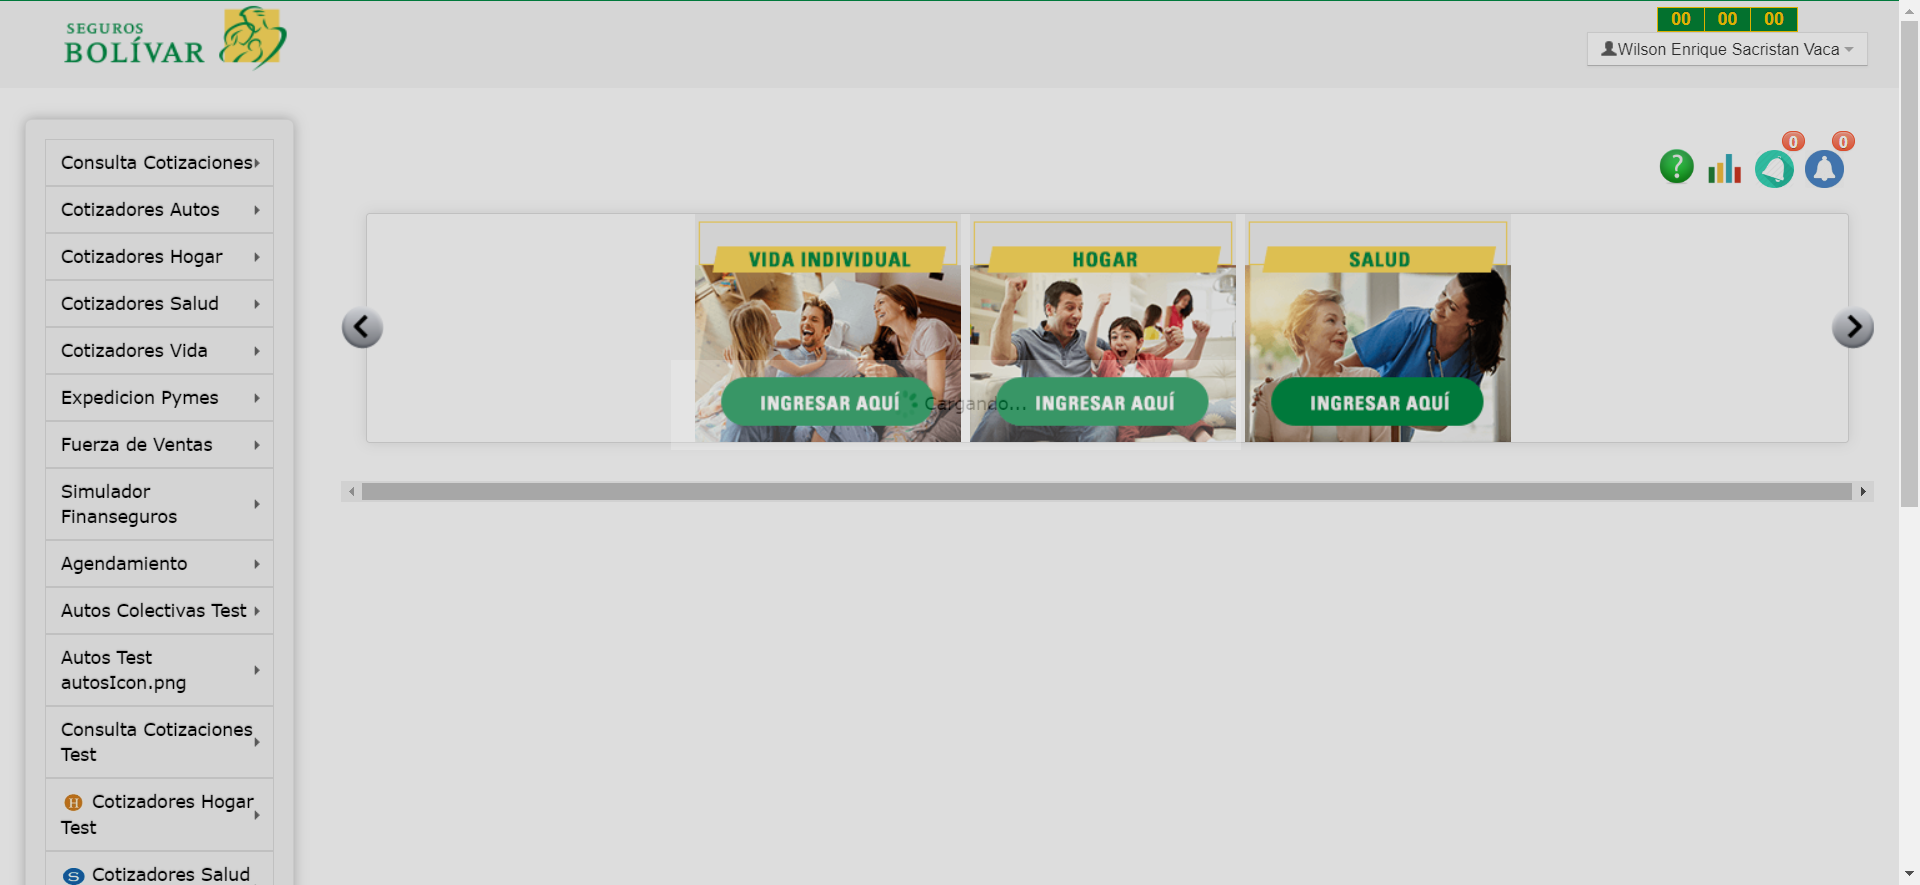 SEGUROS
BOLÍVAR
00 00 00
Wilson Enrique Sacristan Vaca
Consulta Cotizaciones
Cotizadores Autos
Cotizadores Hogar
Cotizadores Salud
Cotizadores Vida
Expedicion Pymes
Fuerza de Ventas
Simulador
Finanseguros
Agendamiento
Autos Colectivas Test
Autos Test
autosIcon.png
Consulta Cotizaciones
Test
H Cotizadores Hogar
Test
S Cotizadores Salud
?
0
0
VIDA INDIVIDUAL
HOGAR
SALUD
INGRESAR AQUÍ
Cargando...
INGRESAR AQUÍ
INGRESAR AQUÍ